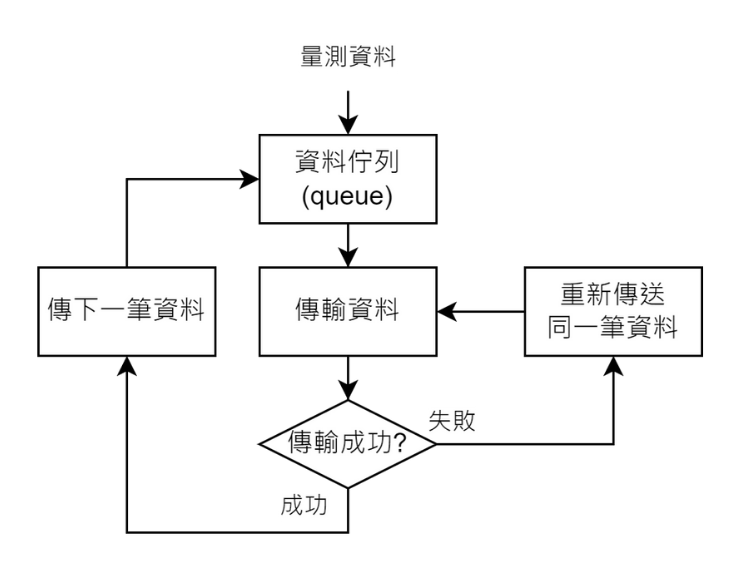 量測資料
資料佇列
(queue)
傳下一筆資料
傳輸資料
重新傳送
同一筆資料
傳輸成功?
失敗
成功